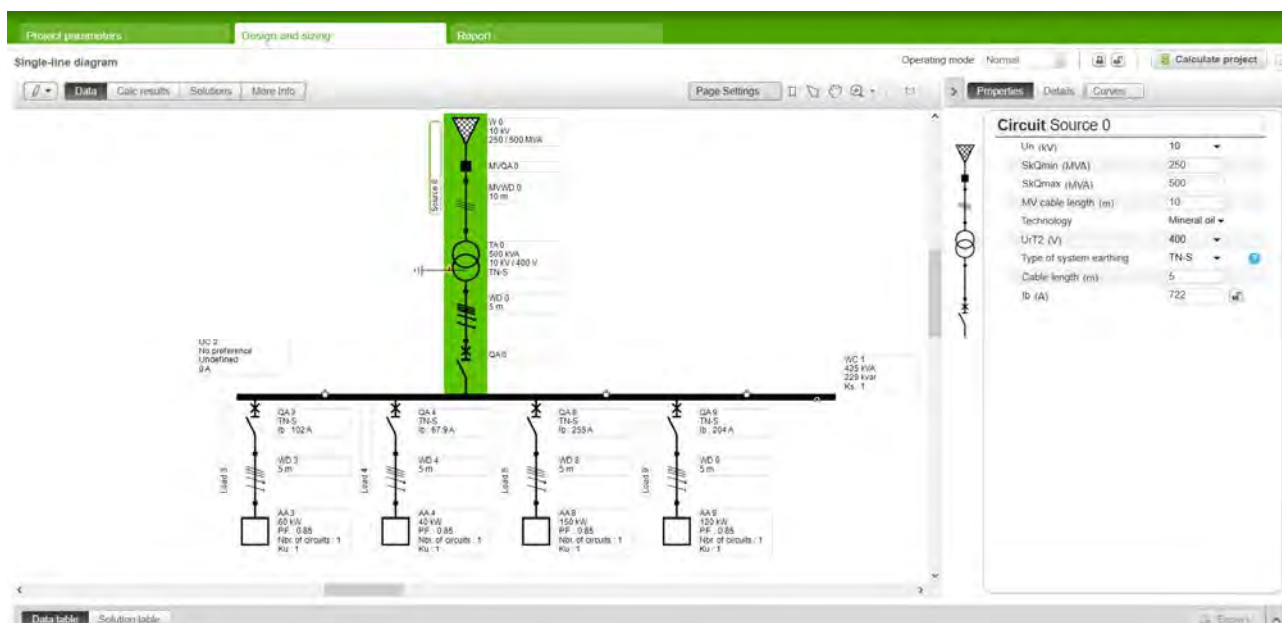 Project parameters
Design and sizing
Report
Single-line diagram
Operating mode Normal
Calculate project
Data Calc results Solutions More Info
Page Settings
1:1
Properties Details Curves
Circuit Source 0
Un (kV) 10
SkQmin (MVA) 250
SkQmax (MVA) 500
MV cable length (m) 10
Technology Mineral oil
UrT2 (V) 400
Type of system earthing TN-S
Cable length (m) 5
Ib (A) 722
Source 0
W 0
10 kV
250 / 500 MVA
MVQA 0
MVWD 0
10 m
TA 0
500 kVA
10 kV / 400 V
TN-S
WD 0
5 m
QA 0
UC 2
No preference
Undefined
0 A
WC 1
435 kVA
229 kvar
Ks: 1
Load 3
QA 3
TN-S
Ib: 102 A
WD 3
5 m
AA 3
60 kW
PF : 0.85
Nbr. of circuits : 1
Ku : 1
Load 4
QA 4
TN-S
Ib: 67.9 A
WD 4
5 m
AA 4
40 kW
PF : 0.85
Nbr. of circuits : 1
Ku : 1
QA 8
TN-S
Ib: 255 A
WD 8
5 m
AA 8
150 kW
PF : 0.85
Nbr. of circuits : 1
Ku : 1
Load 9
QA 9
TN-S
Ib: 204 A
WD 9
5 m
AA 9
120 kW
PF : 0.85
Nbr. of circuits : 1
Ku : 1
Data table Solution table
Export